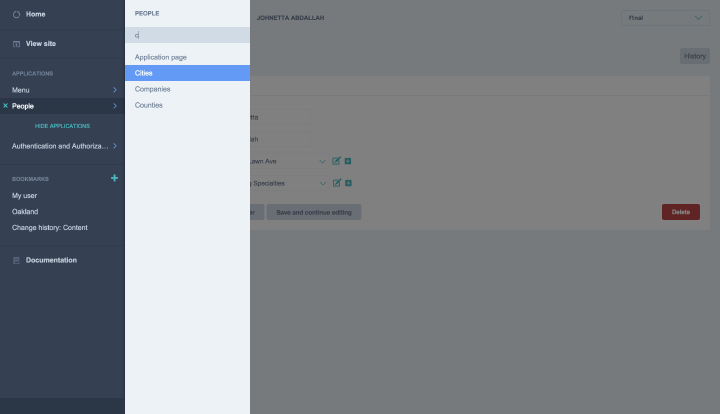 Home
View site
APPLICATIONS
Menu
People
HIDE APPLICATIONS
Authentication and Authoriza...
BOOKMARKS
My user
Oakland
Change history: Content
Documentation
PEOPLE
c
Application page
Cities
Companies
Counties
JOHNETTA ABDALLAH
Final
History
tta
lah
Lawn Ave
Specialties
er
Save and continue editing
Delete